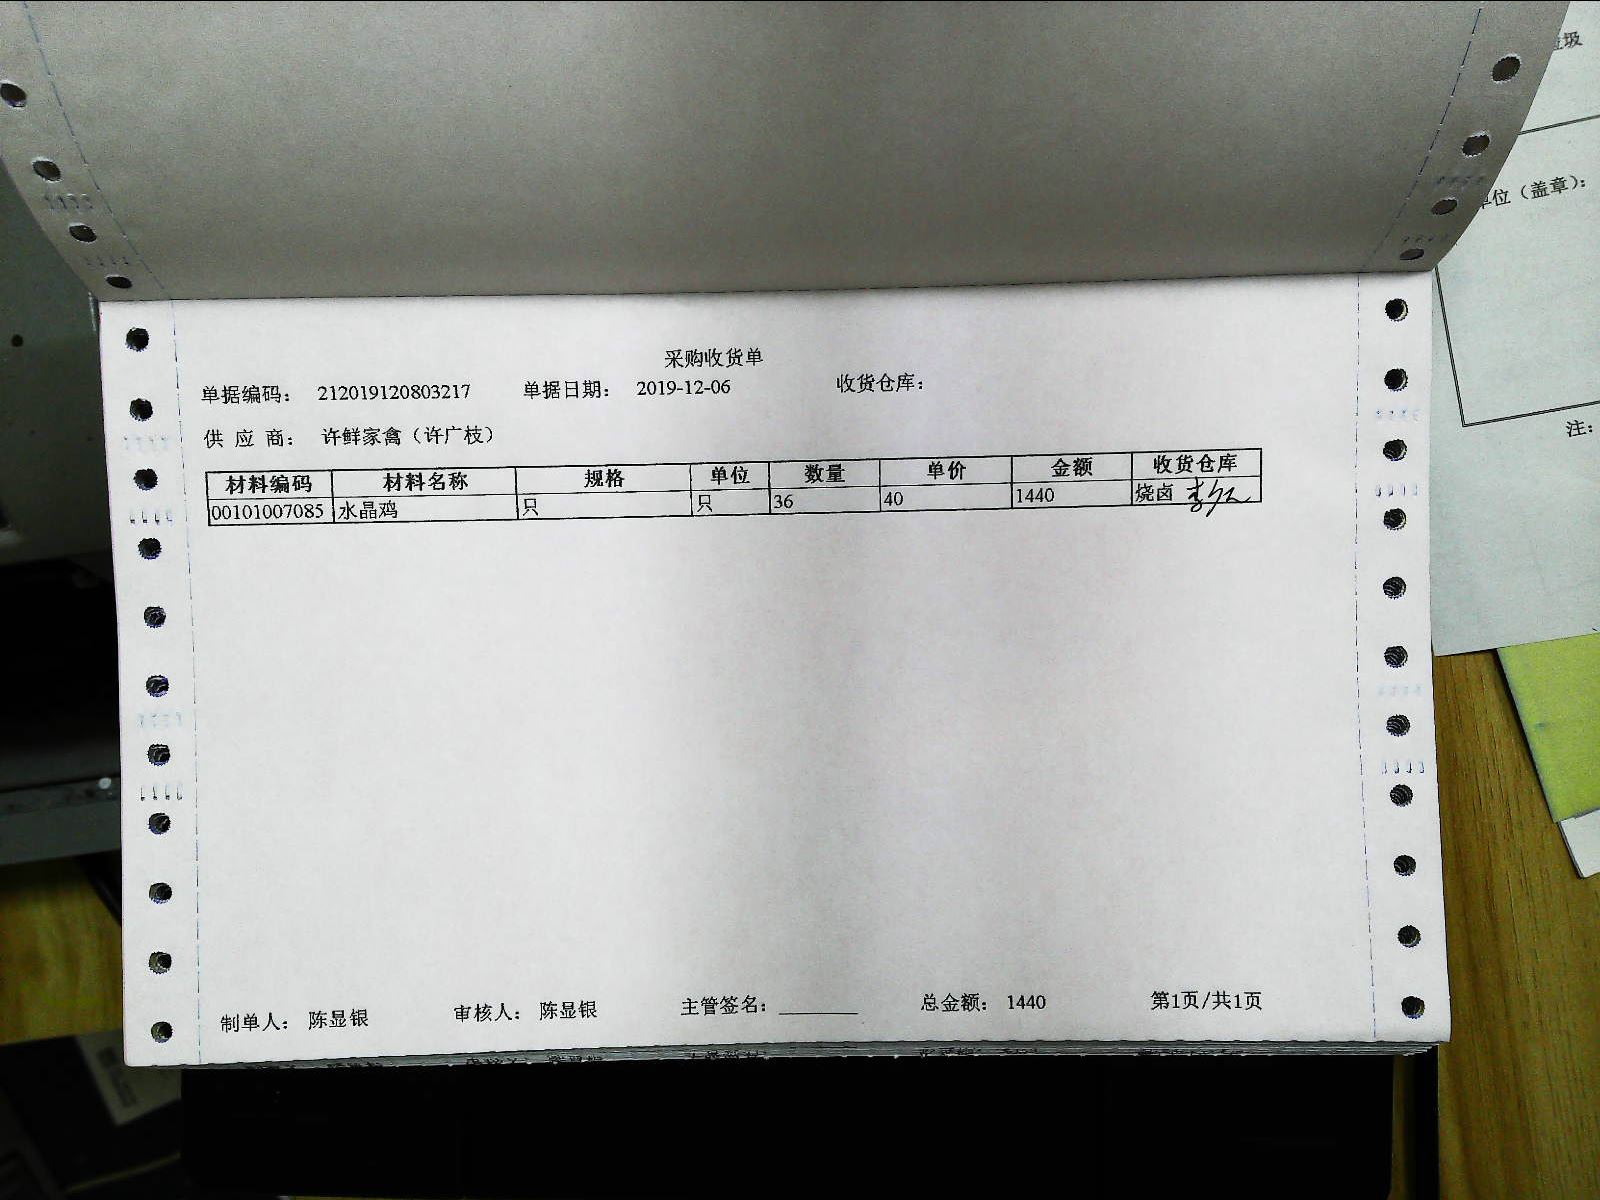 采购收货单
单据编码： 212019120803217 单据日期： 2019-12-06 收货仓库：
供 应 商： 许鲜家禽（许广枝）
材料编码 材料名称 规格 单位 数量 单价 金额 收货仓库
00101007085 水晶鸡 只 只 36 40 1440 烧卤
制单人： 陈显银 审核人： 陈显银 主管签名： 总金额： 1440 第1页/共1页
圾
位（盖章）：
注：